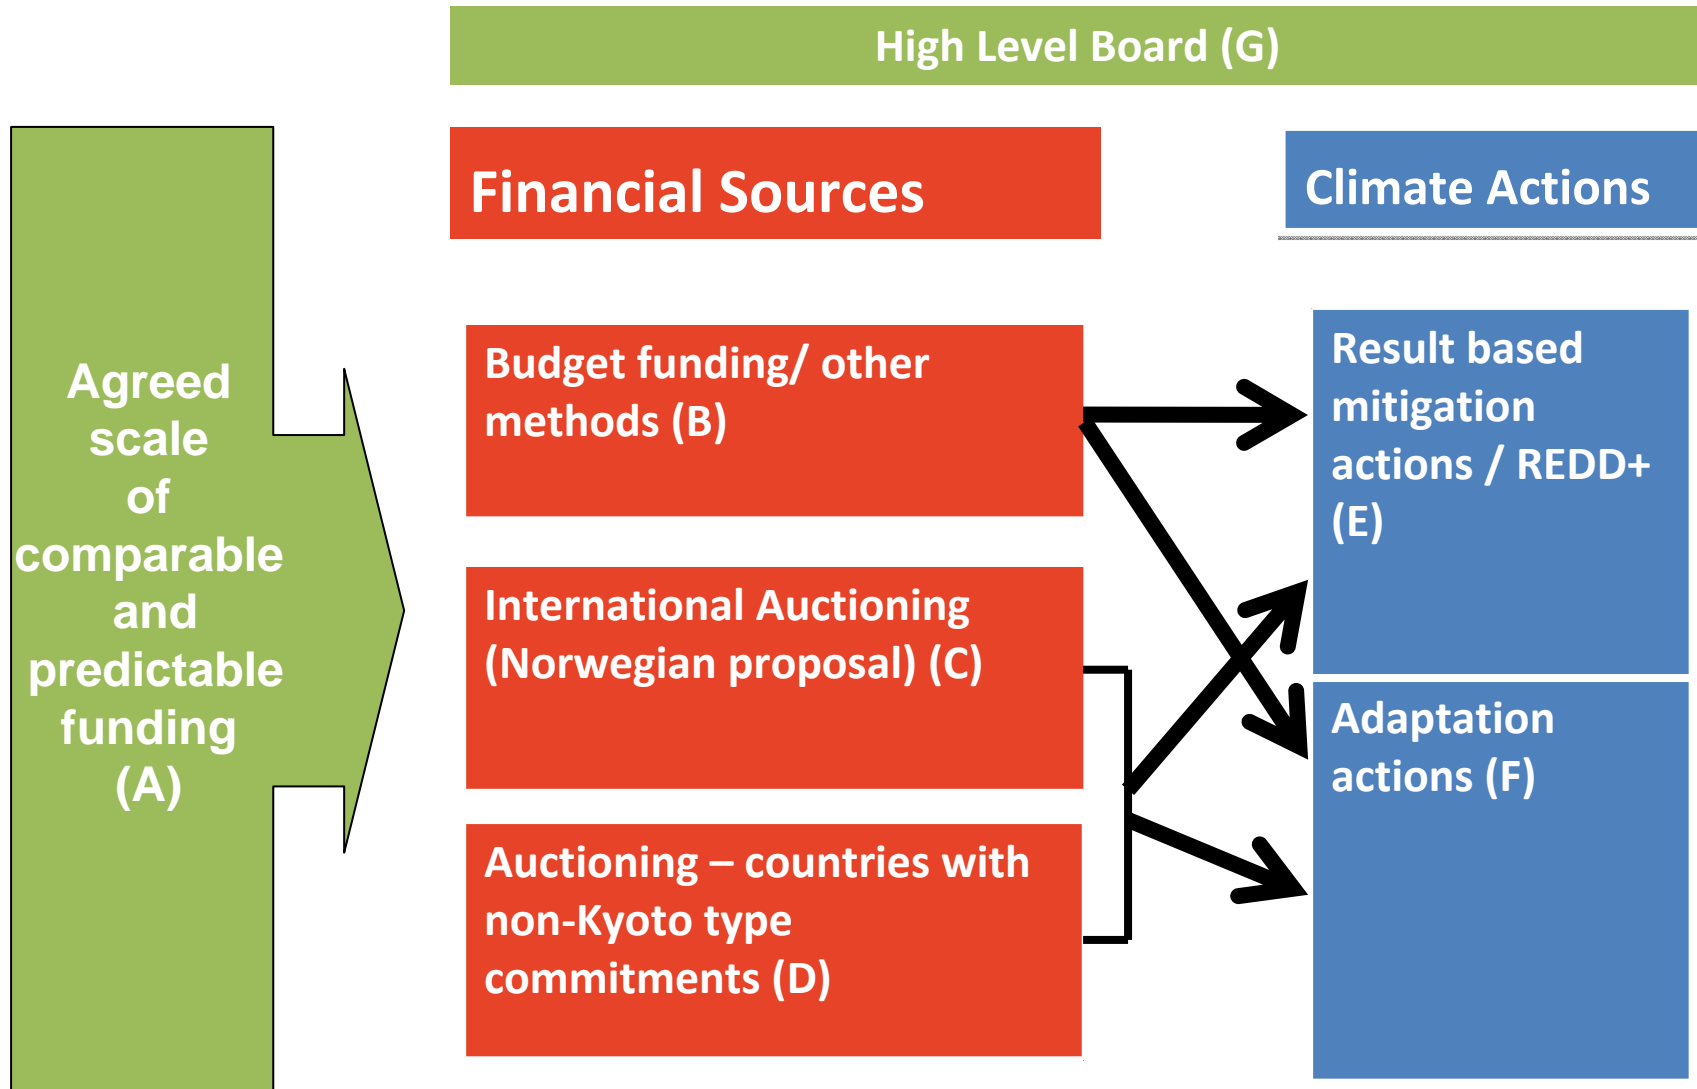 High Level Board (G)
Financial Sources
Climate Actions
Agreed
scale
of
comparable
and
predictable
funding
(A)
Budget funding/ other
methods (B)
International Auctioning
(Norwegian proposal) (C)
Auctioning – countries with
non-Kyoto type
commitments (D)
Result based
mitigation
actions / REDD+
(E)
Adaptation
actions (F)